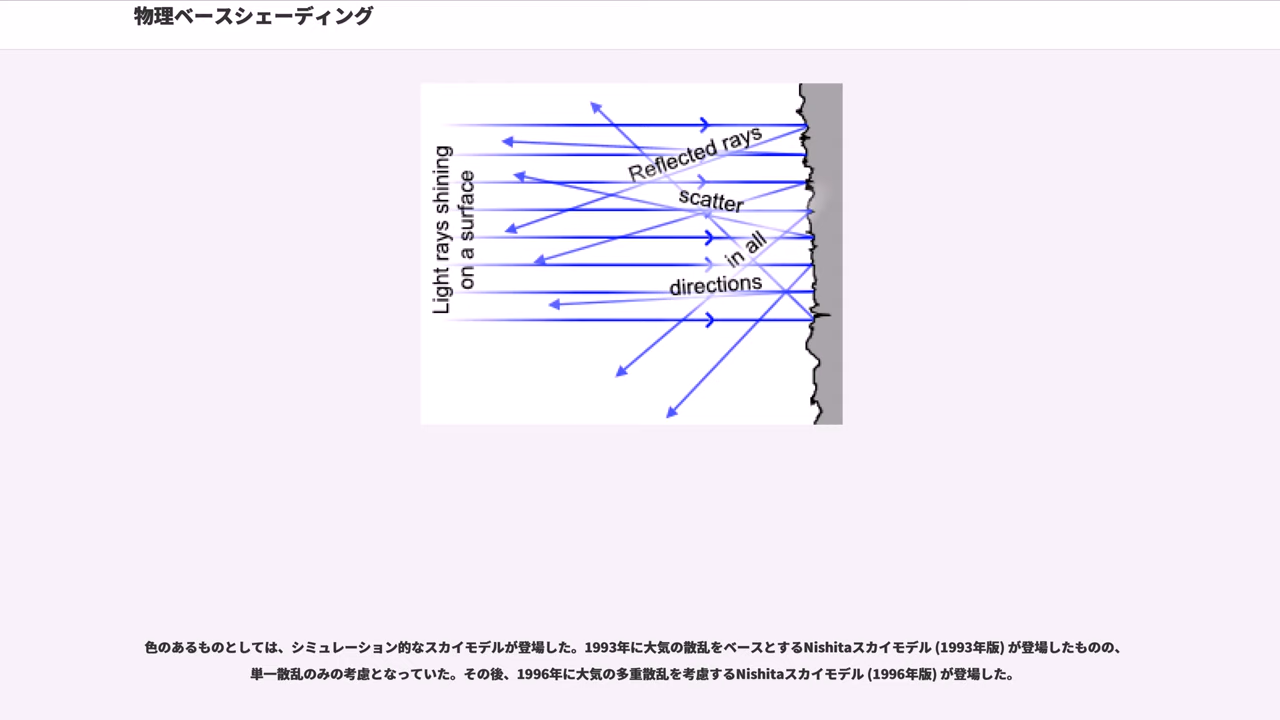 物理ベースシェーディング
Light rays shining
on a surface
Reflected rays
scatter
in all
directions
色のあるものとしては、シミュレーション的なスカイモデルが登場した。1993年に大気の散乱をベースとするNishitaスカイモデル (1993年版) が登場したものの、
単一散乱のみの考慮となっていた。その後、1996年に大気の多重散乱を考慮するNishitaスカイモデル (1996年版) が登場した。